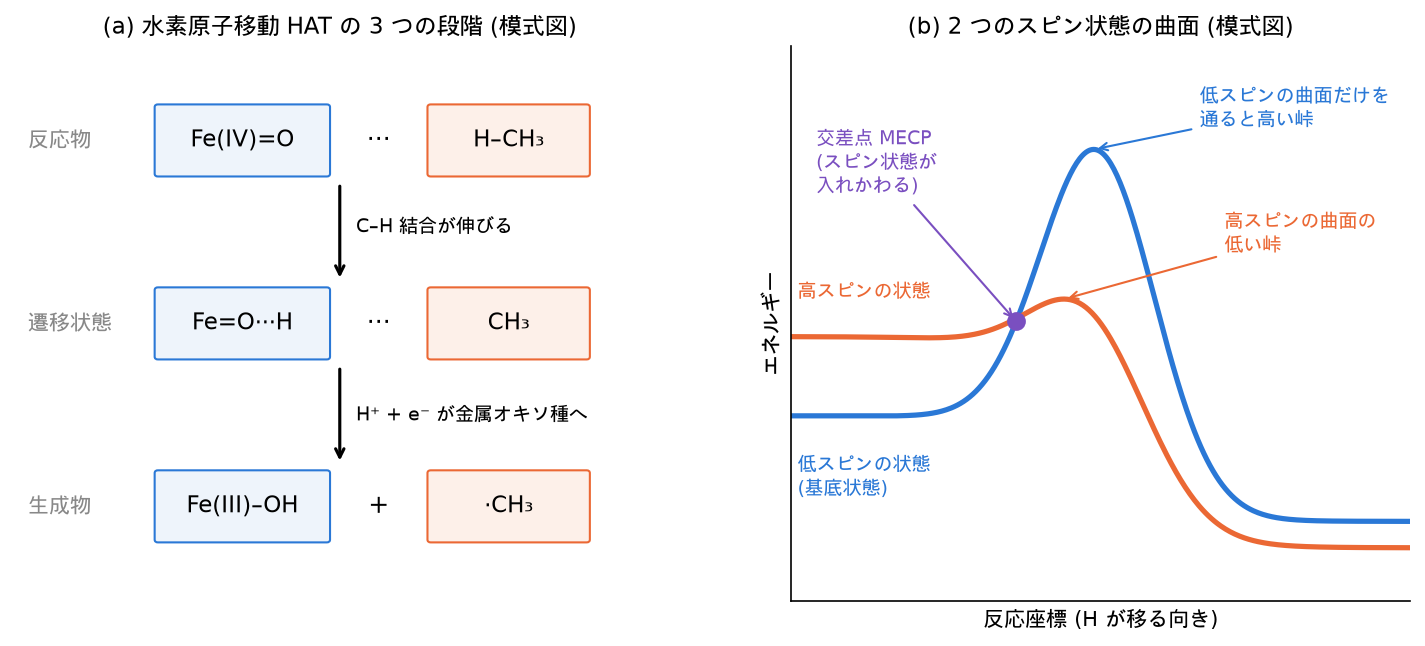 (a) 水素原子移動 HAT の 3 つの段階 (模式図)
反応物
Fe(IV)=O
⋯
H–CH₃
C–H 結合が伸びる
遷移状態
Fe=O⋯H
⋯
CH₃
H⁺ + e⁻ が金属オキソ種へ
生成物
Fe(III)–OH
+
·CH₃
(b) 2 つのスピン状態の曲面 (模式図)
低スピンの曲面だけを
通ると高い峠
交差点 MECP
(スピン状態が
入れかわる)
高スピンの曲面の
低い峠
高スピンの状態
低スピンの状態
(基底状態)
エネルギー
反応座標 (H が移る向き)